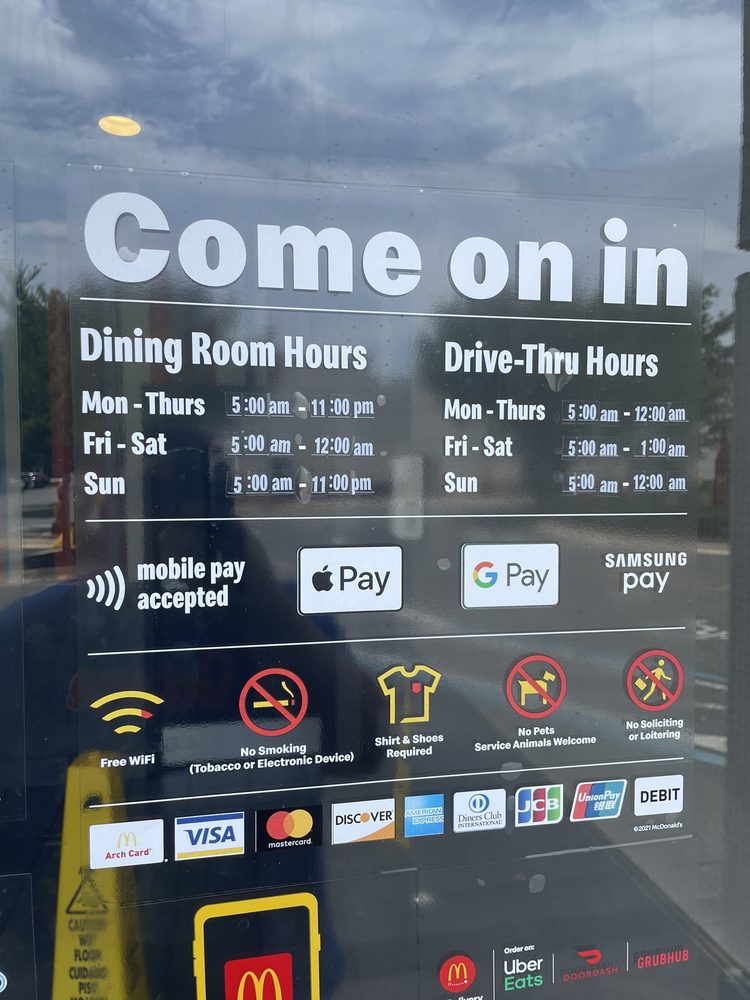 Come on in
Dining Room Hours
Mon - Thurs 5:00 am - 11:00 pm
Fri - Sat 5:00 am - 12:00 am
Sun 5:00 am - 11:00 pm
Drive-Thru Hours
Mon - Thurs 5:00 am - 12:00 am
Fri - Sat 5:00 am - 1:00 am
Sun 5:00 am - 12:00 am
mobile pay
accepted
Pay
G Pay
SAMSUNG
pay
Free WiFi
No Smoking
(Tobacco or Electronic Device)
Shirt & Shoes
Required
No Pets
Service Animals Welcome
No Soliciting
or Loitering
Arch Card
VISA
mastercard
DISCOVER
AMERICAN
EXPRESS
Diners Club
INTERNATIONAL
JCB
UnionPay
银联
DEBIT
©2021 McDonald's
CAUTION
WET
FLOOR
CUIDADO
PISO
Order on:
Uber
Eats
DOORDASH
GRUBHUB